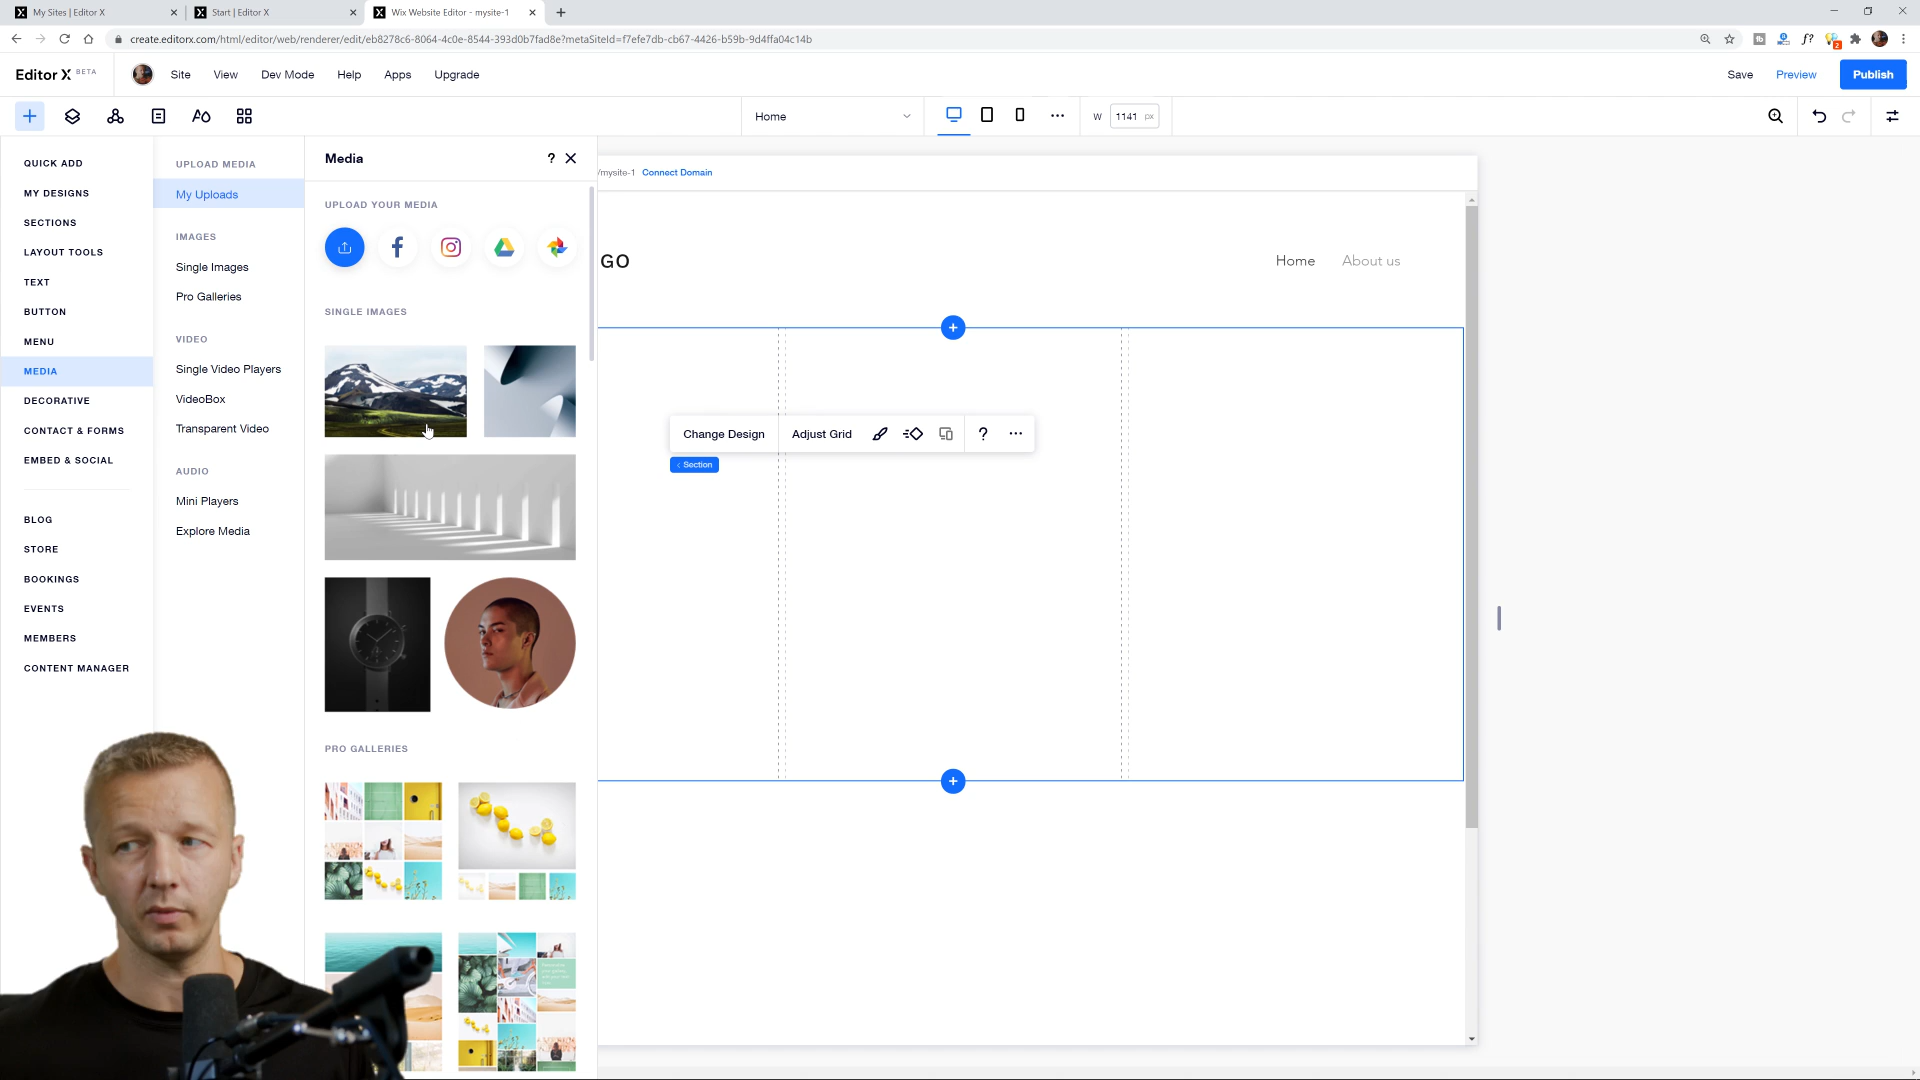 My Sites | Editor X
Start | Editor X
Wix Website Editor - mysite-1
create.editorx.com/html/editor/web/renderer/edit/eb8278c6-8064-4c0e-8544-393d0b7fad8e?metaSiteId=f7efe7db-cb67-4426-b59b-9d4ffa04c14b
f?
2
Editor X BETA
Site
View
Dev Mode
Help
Apps
Upgrade
Save
Preview
Publish
Home
W
1141 px
QUICK ADD
MY DESIGNS
SECTIONS
LAYOUT TOOLS
TEXT
BUTTON
MENU
MEDIA
DECORATIVE
CONTACT & FORMS
EMBED & SOCIAL
BLOG
STORE
BOOKINGS
EVENTS
MEMBERS
CONTENT MANAGER
UPLOAD MEDIA
My Uploads
IMAGES
Single Images
Pro Galleries
VIDEO
Single Video Players
VideoBox
Transparent Video
AUDIO
Mini Players
Explore Media
Media
?
UPLOAD YOUR MEDIA
SINGLE IMAGES
PRO GALLERIES
/mysite-1 Connect Domain
GO
Home
About us
Change Design
Adjust Grid
?
< Section